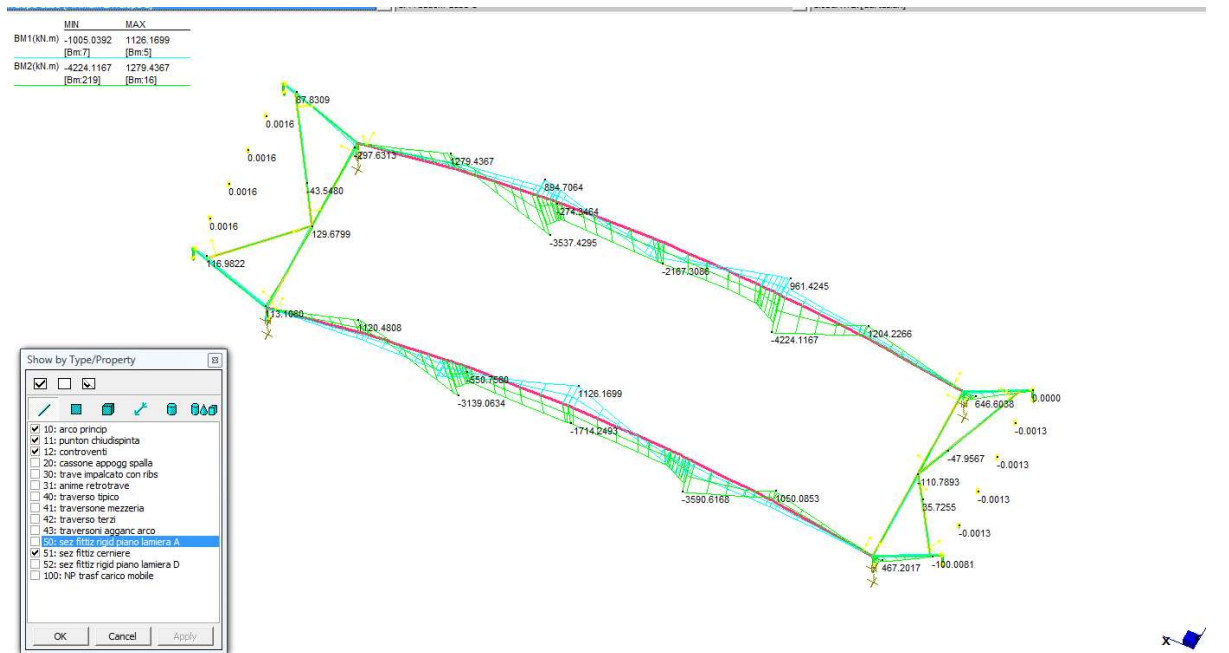 MIN MAX
BM1(kN.m) -1005.0392 1126.1699
[Bm:7] [Bm:5]
BM2(kN.m) -4224.1167 1279.4367
[Bm:219] [Bm:16]
87.8309
0.0016
0.0016
-297.6313
1279.4367
0.0016
-43.5480
894.7064
0.0016
-274.3464
129.6799
-3537.4295
116.9822
-2167.3086
961.4245
113.1080
1120.4808
-4224.1167
1204.2266
-550.7580
-3139.0634
1126.1699
646.6038
0.0000
-1714.2493
-0.0013
-47.9567
-0.0013
-110.7893
-3590.6168
1050.0853
-0.0013
35.7255
-0.0013
467.2017
-100.0081
Show by Type/Property
10: arco princip
11: punton chiudispinta
12: controventi
20: cassone appogg spalla
30: trave impalcato con ribs
31: anime retrotrave
40: traverso tipico
41: traversone mezzeria
42: traverso terzi
43: traversoni agganc arco
50: sez fittiz rigid piano lamiera A
51: sez fittiz cerniere
52: sez fittiz rigid piano lamiera D
100: NP trasf carico mobile
OK Cancel Apply
X